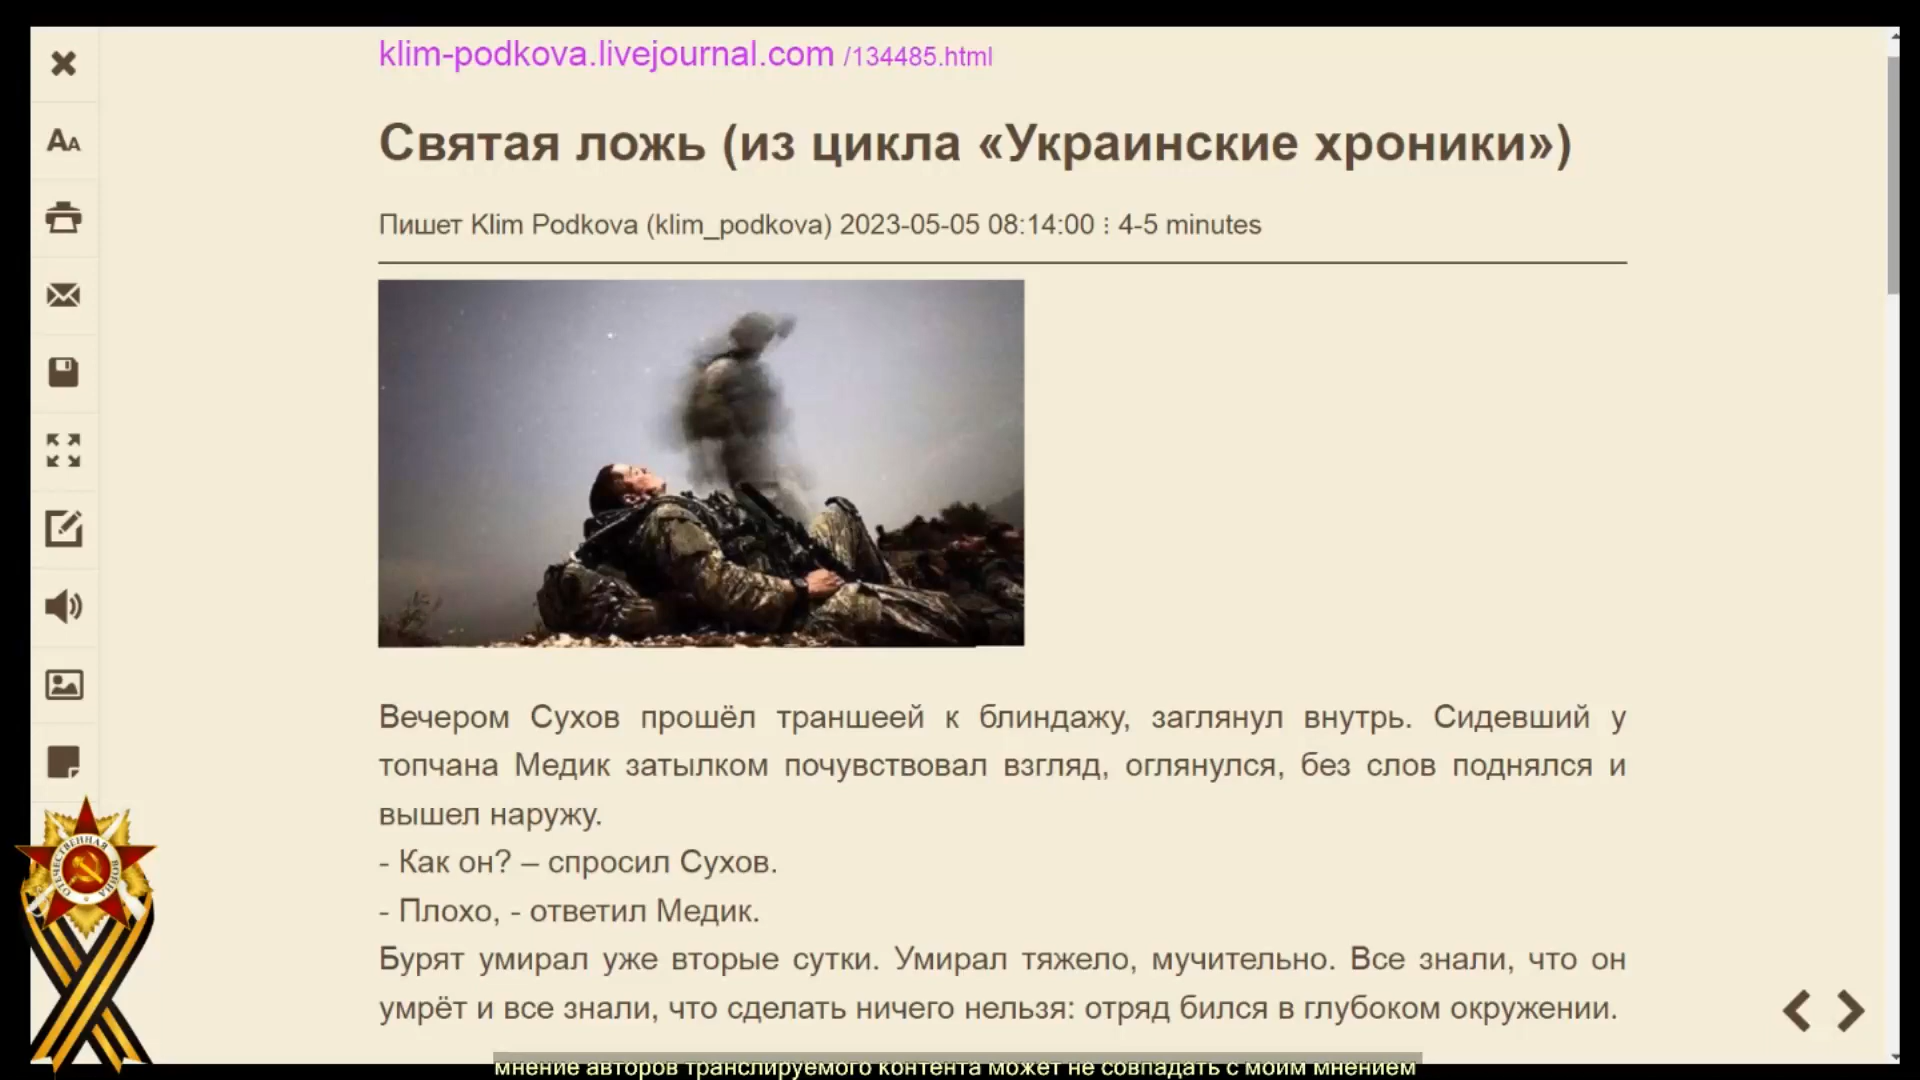 klim-podkova.livejournal.com /134485.html
Святая ложь (из цикла «Украинские хроники»)
Пишет Klim Podkova (klim_podkova) 2023-05-05 08:14:00 ⁝ 4-5 minutes
Aa
Вечером Сухов прошёл траншеей к блиндажу, заглянул внутрь. Сидевший у
топчана Медик затылком почувствовал взгляд, оглянулся, без слов поднялся и
вышел наружу.
- Как он? – спросил Сухов.
- Плохо, - ответил Медик.
Бурят умирал уже вторые сутки. Умирал тяжело, мучительно. Все знали, что он
умрёт и все знали, что сделать ничего нельзя: отряд бился в глубоком окружении.
ОТЕЧЕСТВЕННАЯ ВОЙНА
мнение авторов транслируемого контента может не совпадать с моим мнением